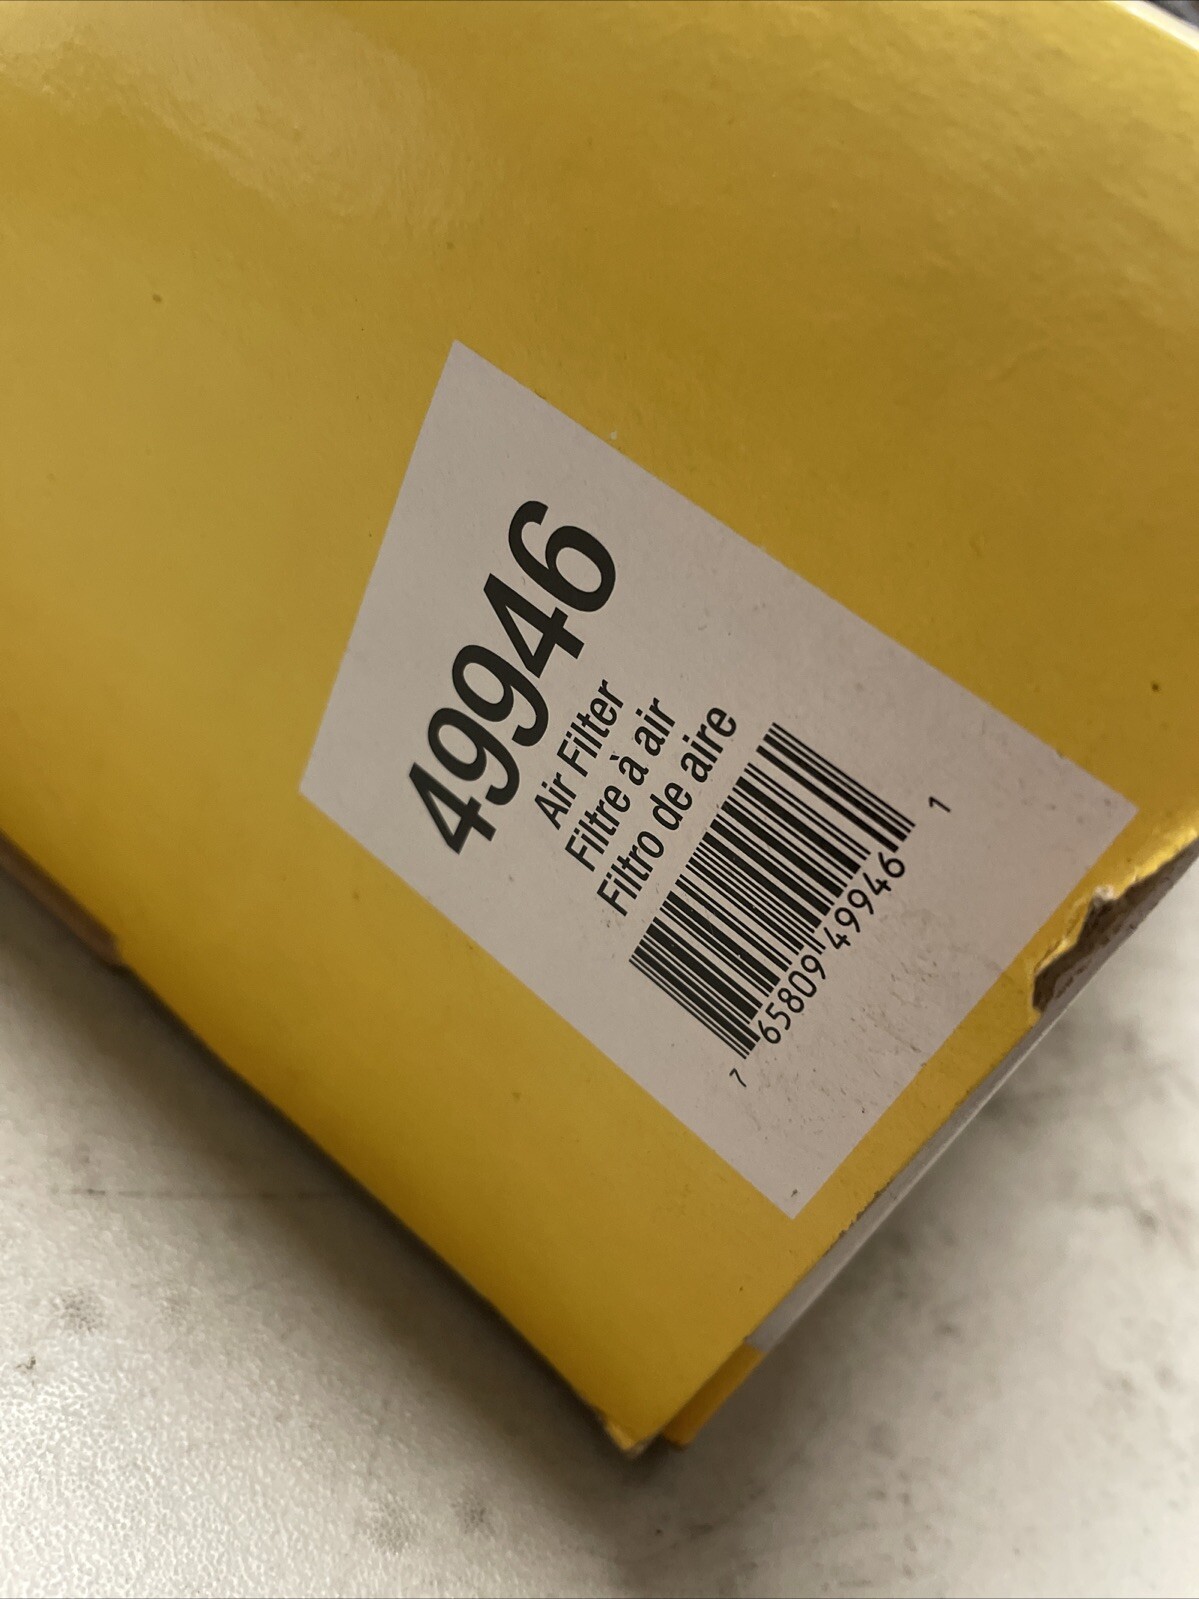 49946
Air Filter
Filtre à air
Filtro de aire
7 65809 49946 1